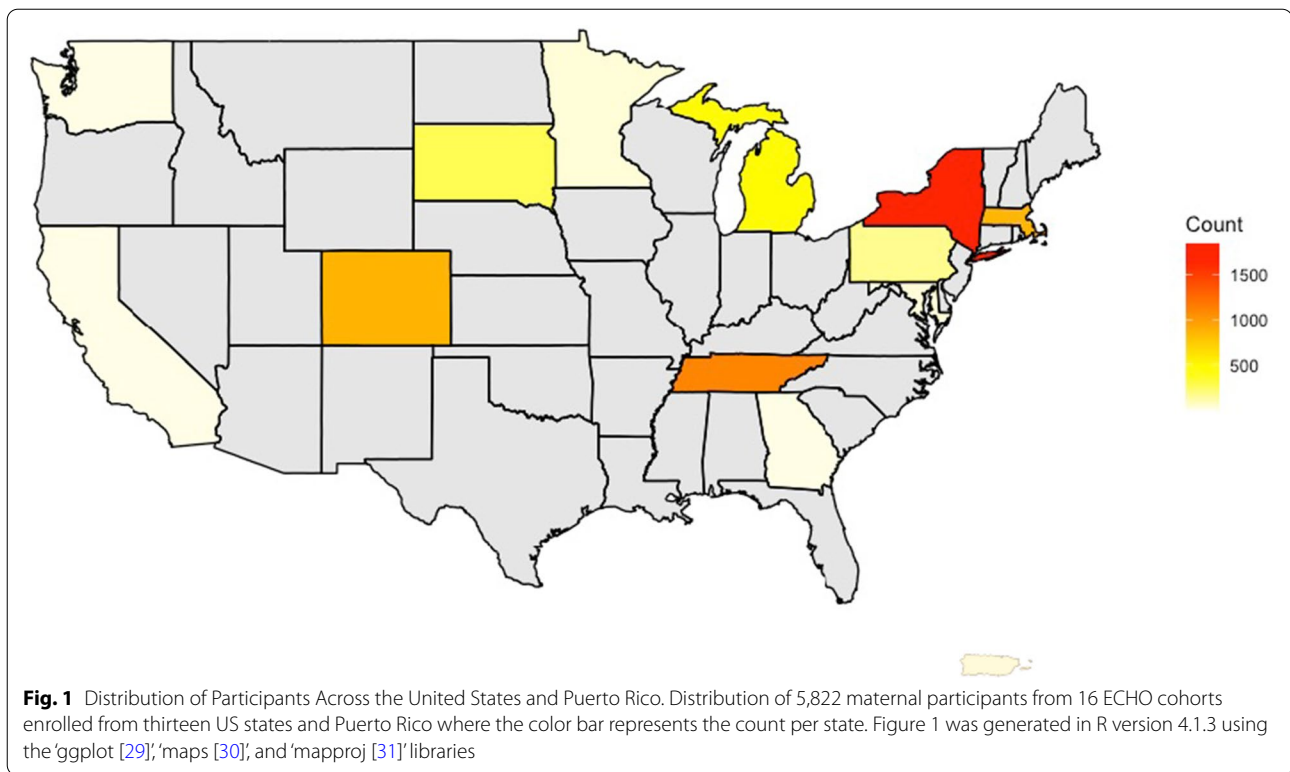 Count
1500
1000
500
Fig. 1 Distribution of Participants Across the United States and Puerto Rico. Distribution of 5,822 maternal participants from 16 ECHO cohorts
enrolled from thirteen US states and Puerto Rico where the color bar represents the count per state. Figure 1 was generated in R version 4.1.3 using
the ‘ggplot [29]’, ‘maps [30]’, and ‘mapproj [31]’ libraries